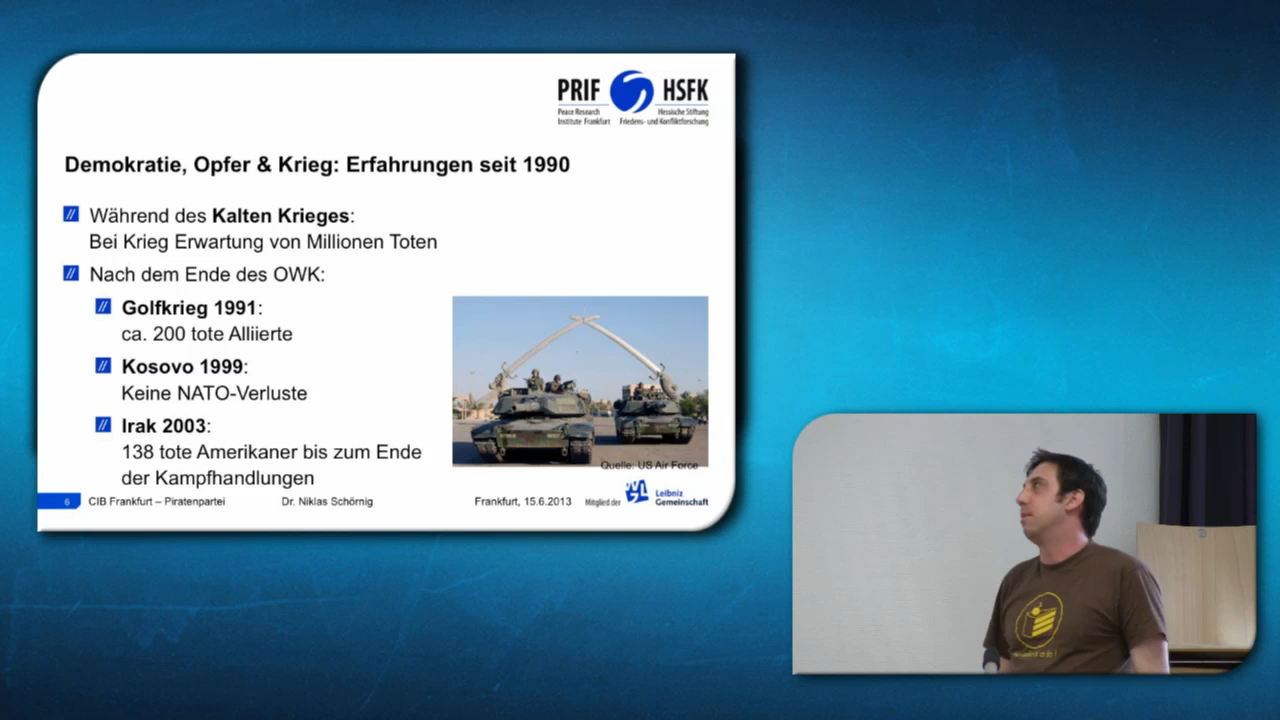 PRIF HSFK
Peace Research Hessische Stiftung
Institute Frankfurt Friedens- und Konfliktforschung
Demokratie, Opfer & Krieg: Erfahrungen seit 1990
Während des Kalten Krieges:
Bei Krieg Erwartung von Millionen Toten
Nach dem Ende des OWK:
Golfkrieg 1991:
ca. 200 tote Alliierte
Kosovo 1999:
Keine NATO-Verluste
Irak 2003:
138 tote Amerikaner bis zum Ende
der Kampfhandlungen
Quelle: US Air Force
6 CIB Frankfurt – Piratenpartei Dr. Niklas Schörnig Frankfurt, 15.6.2013 Mitglied der Leibniz
Gemeinschaft